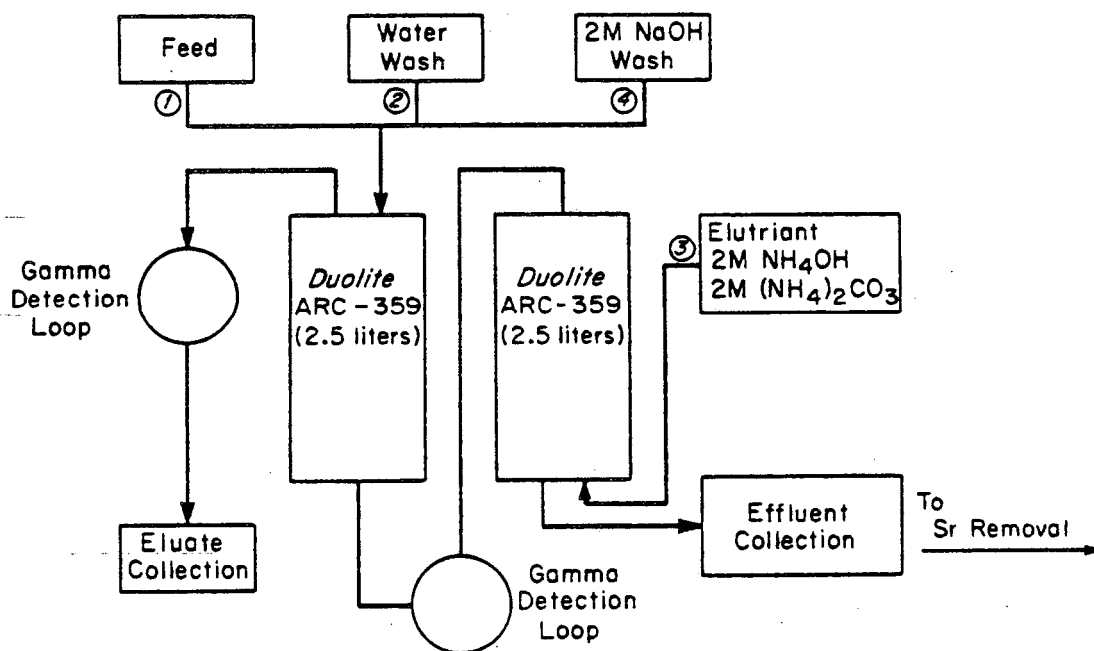 Feed
Water
Wash
2M NaOH
Wash
①
②
④
Gamma
Detection
Loop
Duolite
ARC-359
(2.5 liters)
Duolite
ARC-359
(2.5 liters)
③
Elutriant
2M NH₄OH
2M (NH₄)₂CO₃
Eluate
Collection
Gamma
Detection
Loop
Effluent
Collection
To
Sr Removal